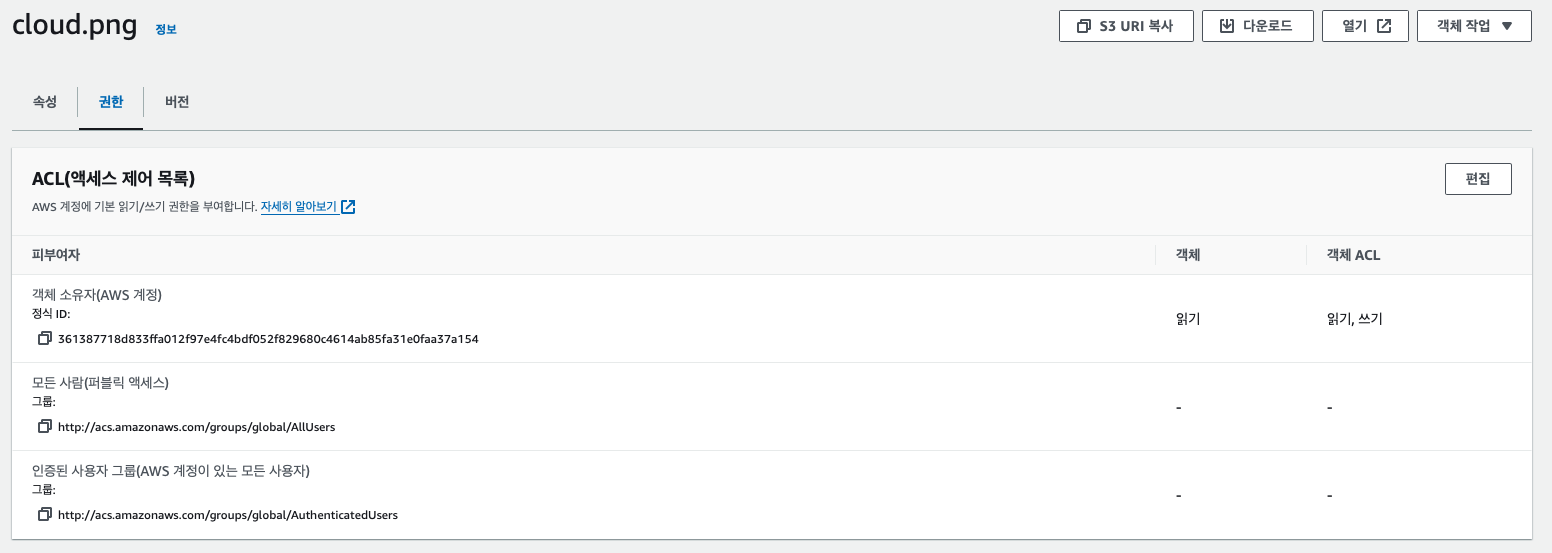 cloud.png 정보
S3 URI 복사 다운로드 열기 객체 작업
속성 권한 버전
ACL(액세스 제어 목록)
편집
AWS 계정에 기본 읽기/쓰기 권한을 부여합니다. 자세히 알아보기
피부여자 객체 객체 ACL
객체 소유자(AWS 계정)
정식 ID:
읽기 읽기, 쓰기
361387718d833ffa012f97e4fc4bdf052f829680c4614ab85fa31e0faa37a154
모든 사람(퍼블릭 액세스)
그룹:
- -
http://acs.amazonaws.com/groups/global/AllUsers
인증된 사용자 그룹(AWS 계정이 있는 모든 사용자)
그룹:
- -
http://acs.amazonaws.com/groups/global/AuthenticatedUsers